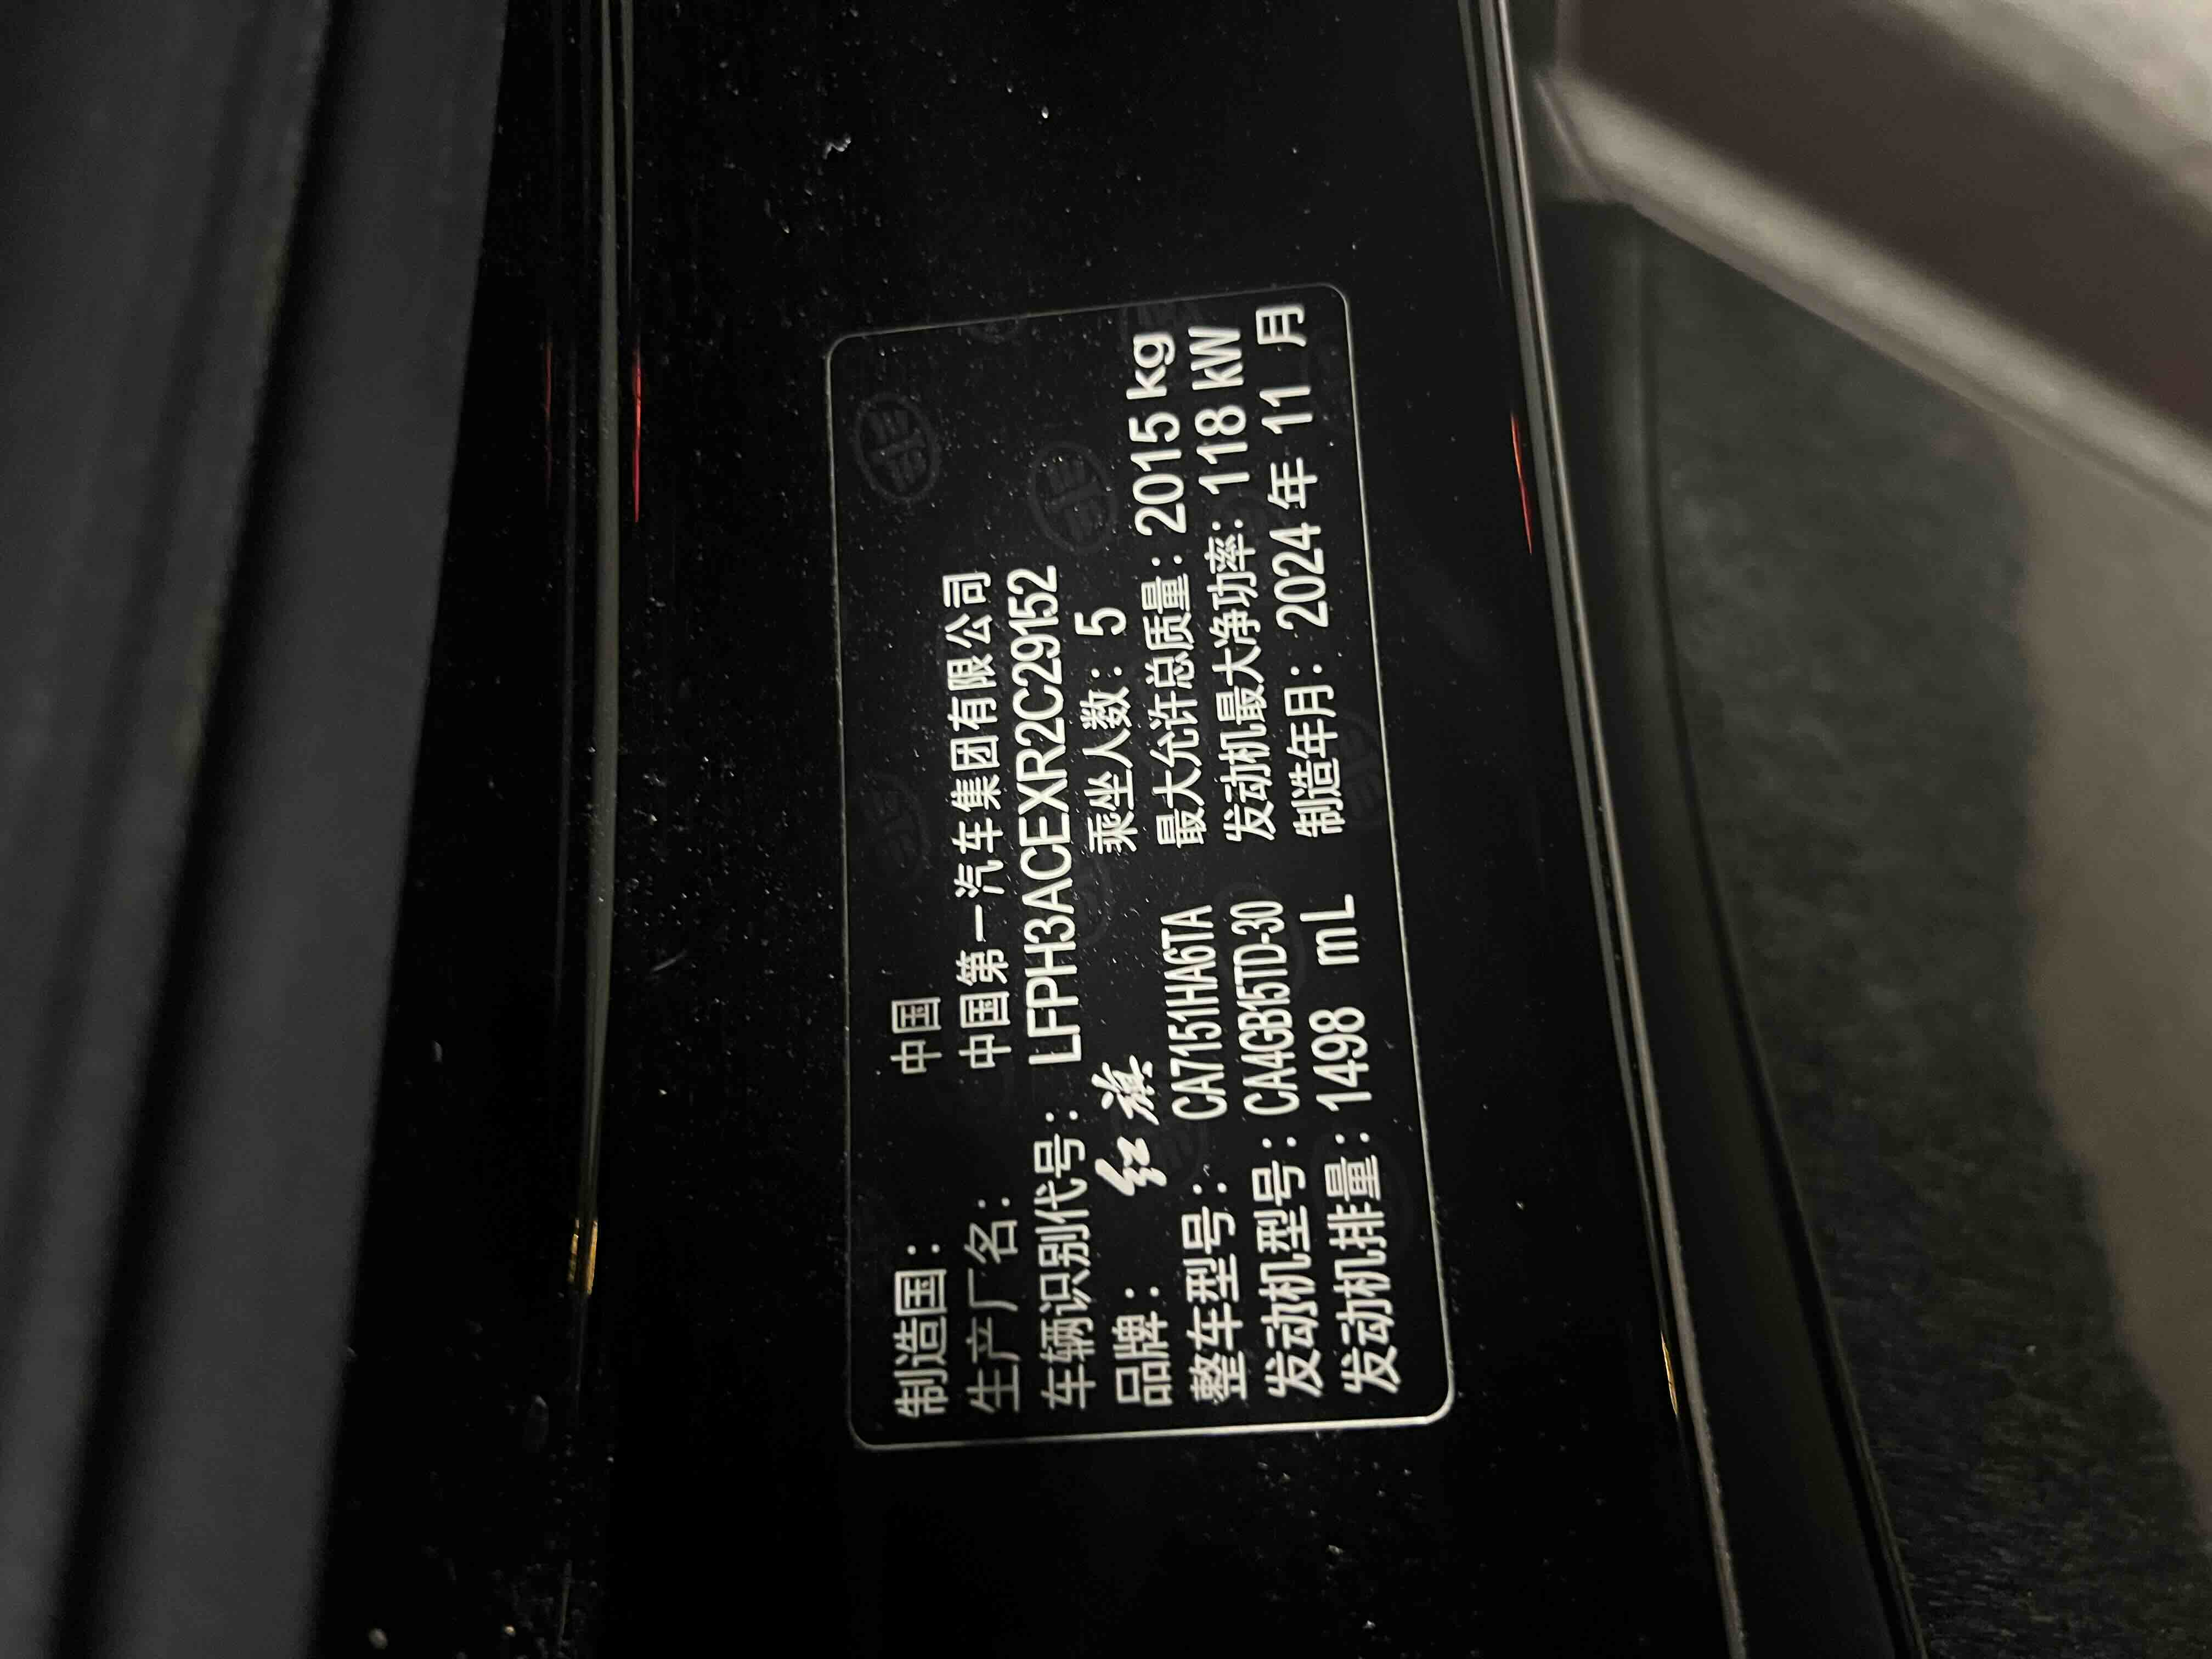 制造国： 中国
生产厂名： 中国第一汽车集团有限公司
车辆识别代号： LFPH3ACEXR2C29152
品牌： 红旗 乘坐人数： 5
整车型号： CA7151HA6TA 最大允许总质量： 2015 kg
发动机型号： CA4GB15TD-30 发动机最大净功率： 118 kW
发动机排量： 1498 mL 制造年月： 2024 年 11 月